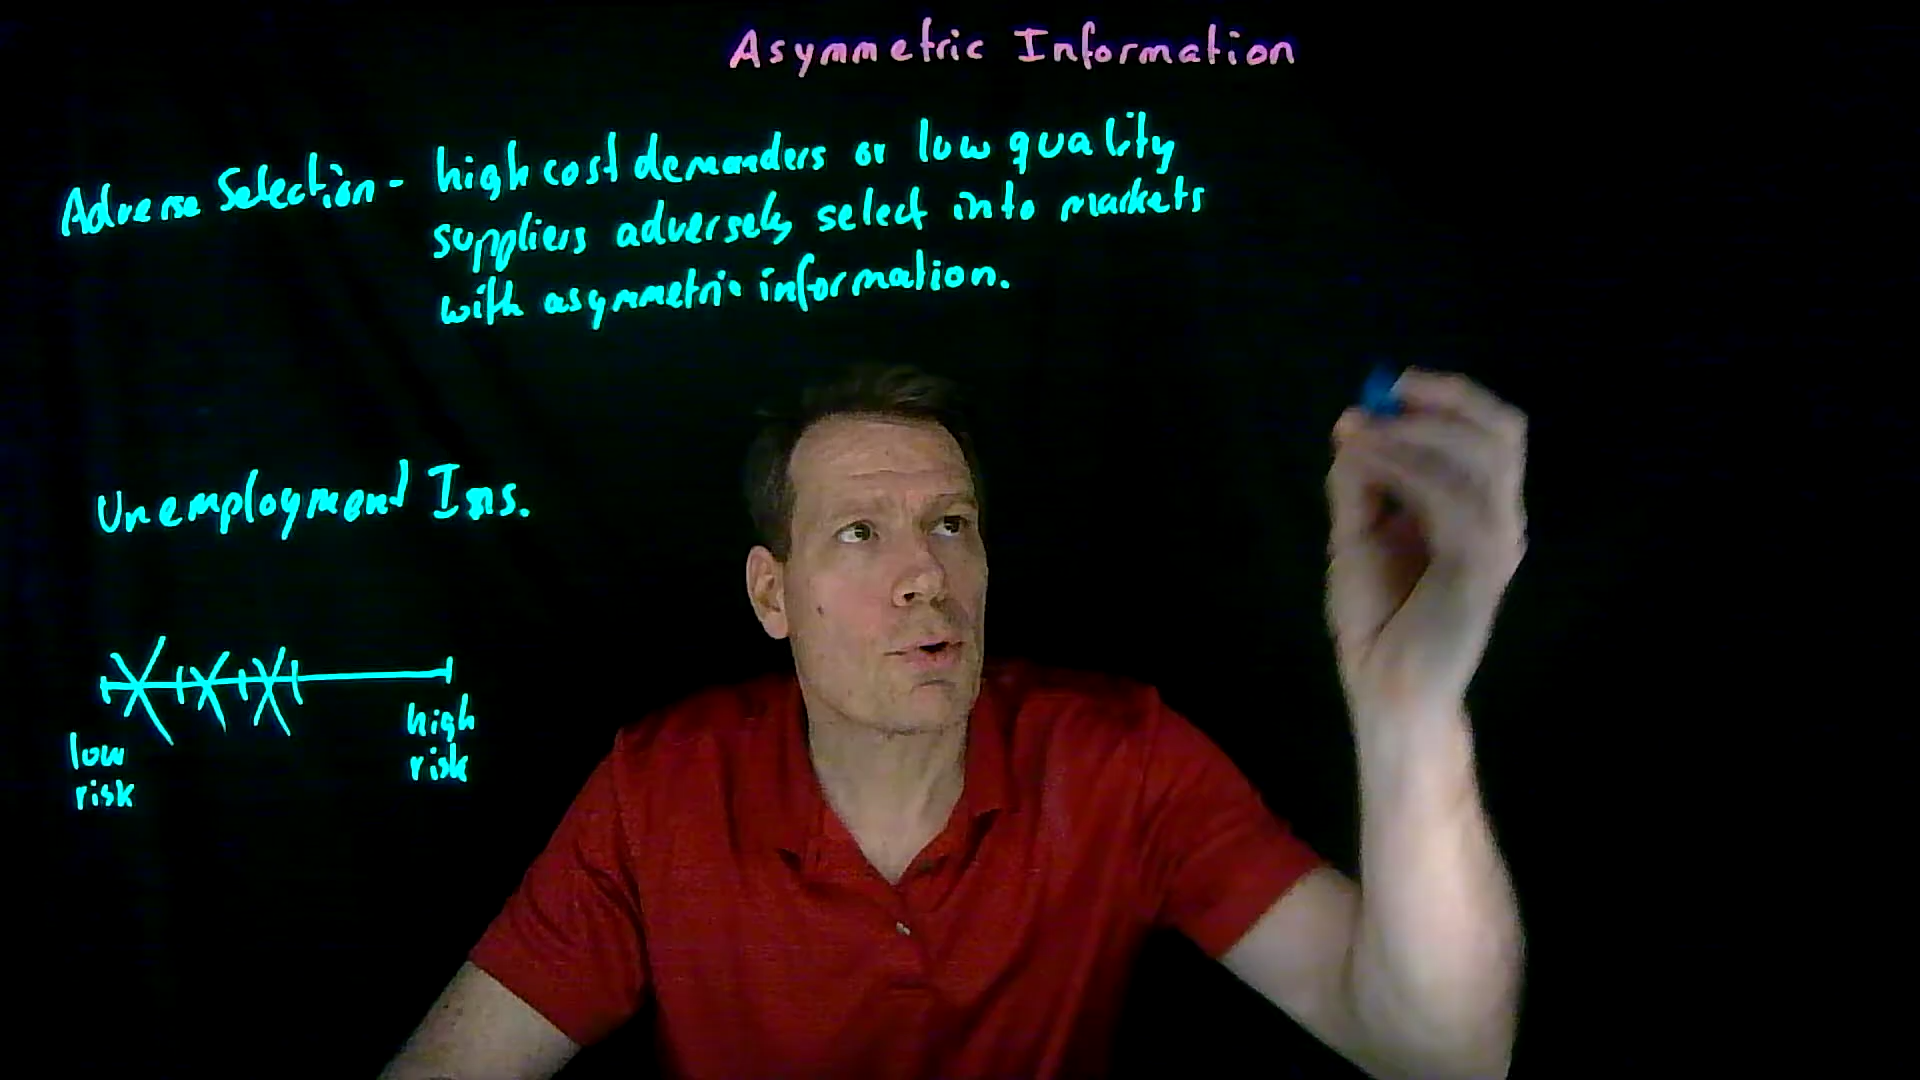 Asymmetric Information
Adverse Selection - high cost demanders or low quality
suppliers adversely select into markets
with asymmetric information.
Unemployment Ins.
low
risk
high
risk